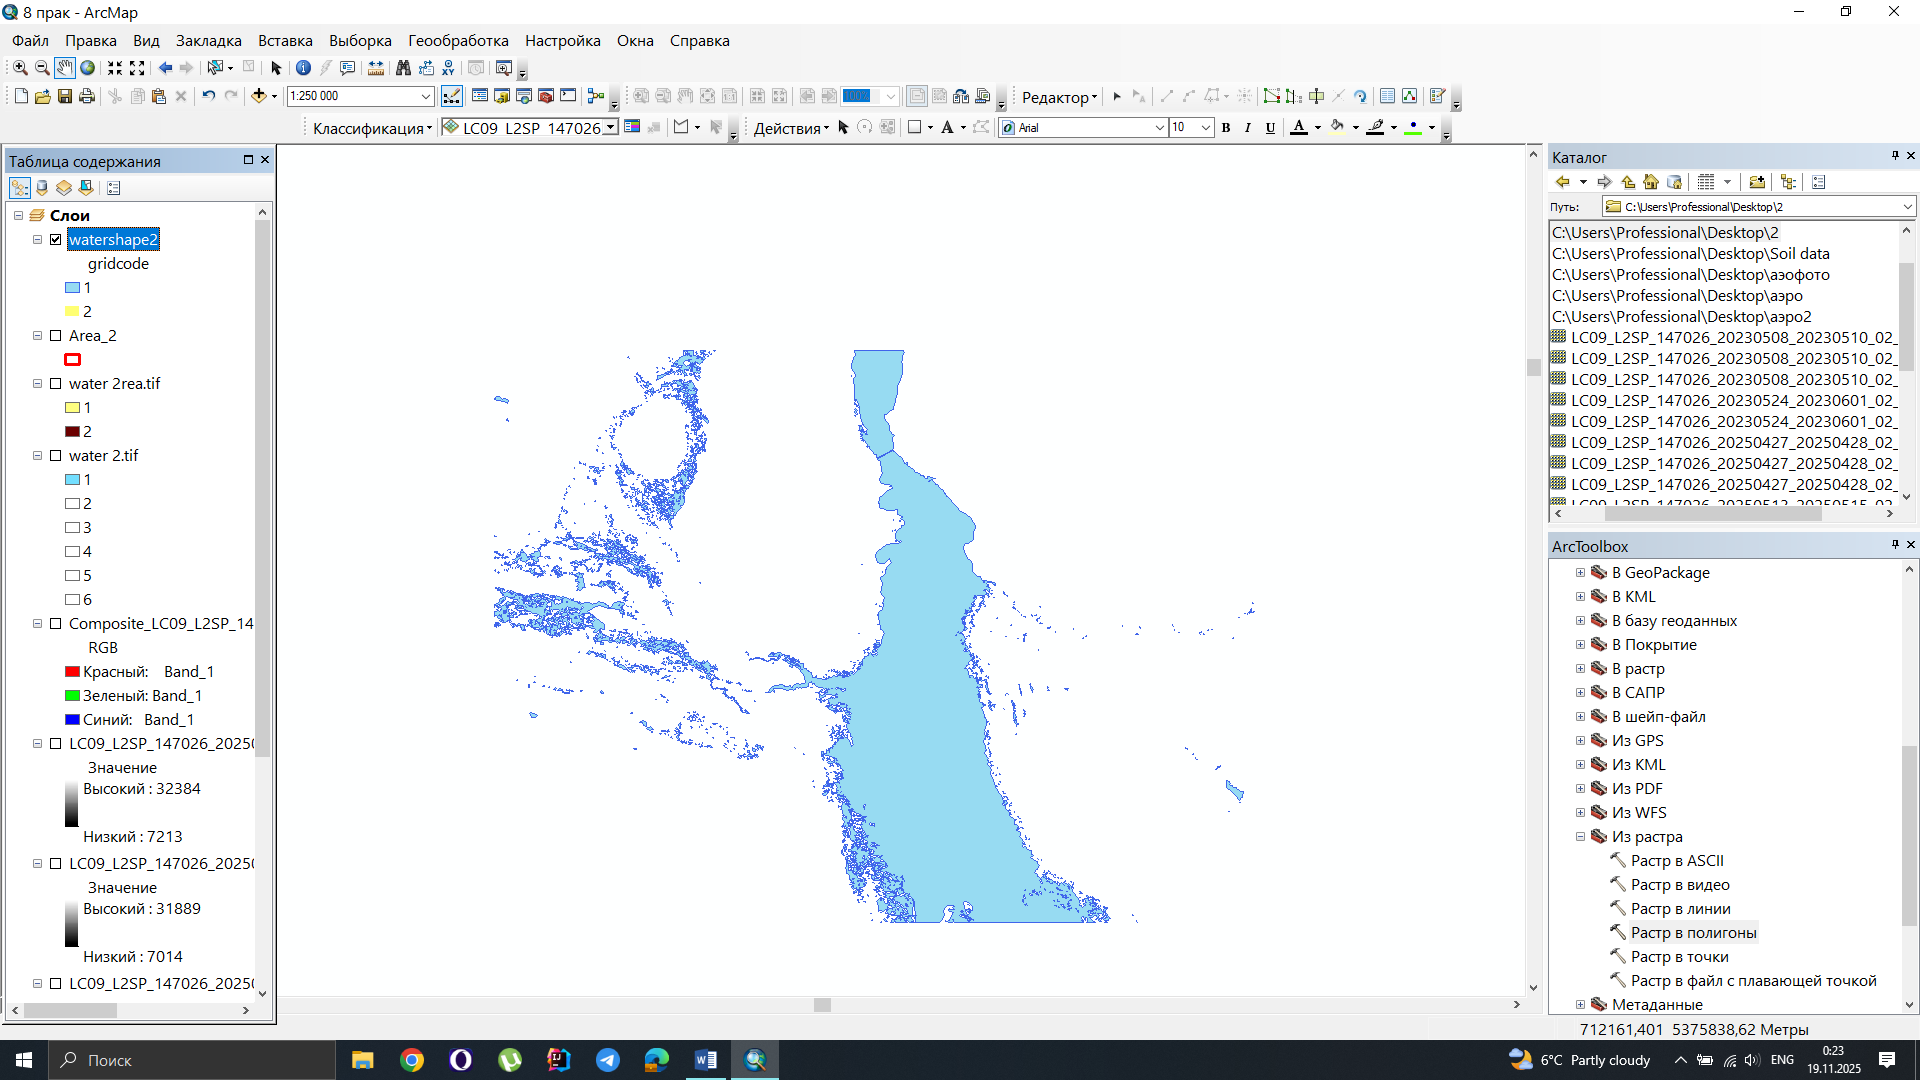 8 прак - ArcMap
Файл Правка Вид Закладка Вставка Выборка Геообработка Настройка Окна Справка
1:250 000
100%
Редактор
Классификация
LC09_L2SP_147026
Действия
Arial
10
B I U A
Таблица содержания
Слои
watershape2
gridcode
1
2
Area_2
water 2rea.tif
1
2
water 2.tif
1
2
3
4
5
6
Composite_LC09_L2SP_14
RGB
Красный: Band_1
Зеленый: Band_1
Синий: Band_1
LC09_L2SP_147026_2025
Значение
Высокий : 32384
Низкий : 7213
LC09_L2SP_147026_2025
Значение
Высокий : 31889
Низкий : 7014
LC09_L2SP_147026_2025
Каталог
Путь: C:\Users\Professional\Desktop\2
C:\Users\Professional\Desktop\2
C:\Users\Professional\Desktop\Soil data
C:\Users\Professional\Desktop\аэофото
C:\Users\Professional\Desktop\аэро
C:\Users\Professional\Desktop\аэро2
LC09_L2SP_147026_20230508_20230510_02_
LC09_L2SP_147026_20230508_20230510_02_
LC09_L2SP_147026_20230508_20230510_02_
LC09_L2SP_147026_20230524_20230601_02_
LC09_L2SP_147026_20230524_20230601_02_
LC09_L2SP_147026_20250427_20250428_02_
LC09_L2SP_147026_20250427_20250428_02_
LC09_L2SP_147026_20250427_20250428_02_
LC09_L2SP_147026_20250513_20250515_02_
ArcToolbox
В GeoPackage
В KML
В базу геоданных
В Покрытие
В растр
В САПР
В шейп-файл
Из GPS
Из KML
Из PDF
Из WFS
Из растра
Растр в ASCII
Растр в видео
Растр в линии
Растр в полигоны
Растр в точки
Растр в файл с плавающей точкой
Метаданные
712161,401 5375838,62 Метры
Поиск
6°C Partly cloudy
ENG
0:23
19.11.2025